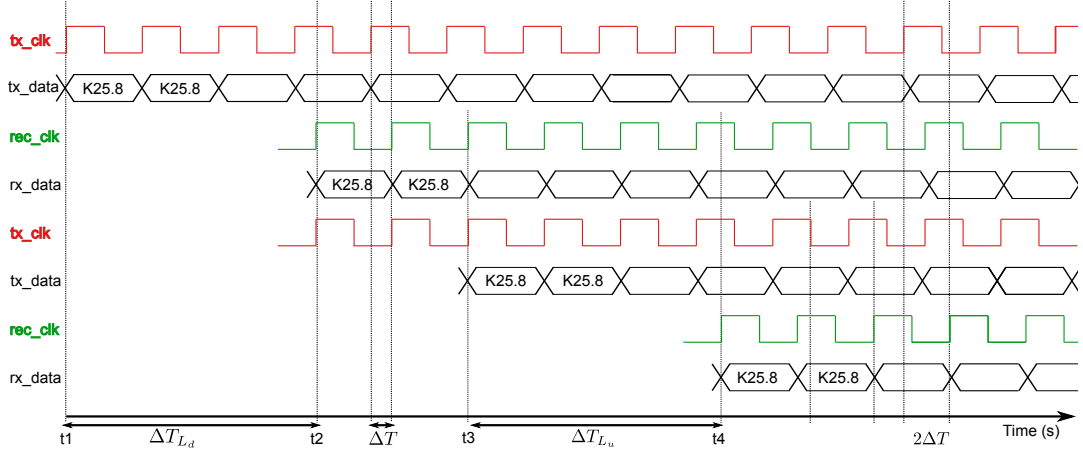 tx_clk
tx_data K25.8 K25.8
rec_clk
rx_data K25.8 K25.8
tx_clk
tx_data K25.8 K25.8
rec_clk
rx_data K25.8 K25.8
t1 ΔT_{L_d} t2 ΔT t3 ΔT_{L_u} t4 2ΔT Time (s)